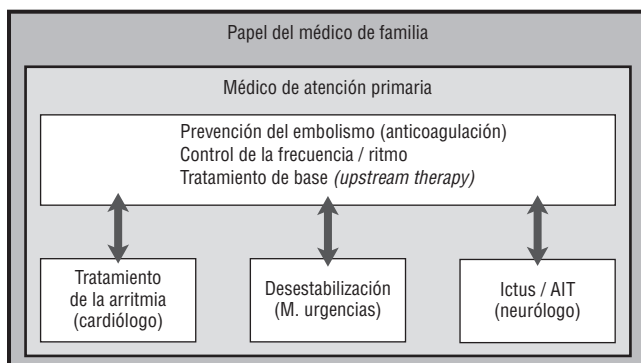 Papel del médico de familia
Médico de atención primaria
Prevención del embolismo (anticoagulación)
Control de la frecuencia / ritmo
Tratamiento de base (upstream therapy)
Tratamiento
de la arritmia
(cardiólogo)
Desestabilización
(M. urgencias)
Ictus / AIT
(neurólogo)